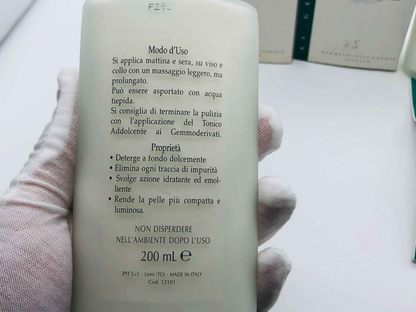 Modo d'Uso
Si applica mattina e sera, su viso e
collo con un massaggio leggero, ma
prolungato.
Può essere asportato con acqua
tiepida.
Si consiglia di terminare la pulizia
con l'applicazione del Tonico
Addolcente ai Gemmoderivati.
Proprietà
• Deterge a fondo dolcemente
• Elimina ogni traccia di impurità
• Svolge azione idratante ed emol-
liente
• Rende la pelle più compatta e
luminosa.
NON DISPERDERE
NELL'AMBIENTE DOPO L'USO
200 mL ℮
MADE IN ITALY
Cod. 12101